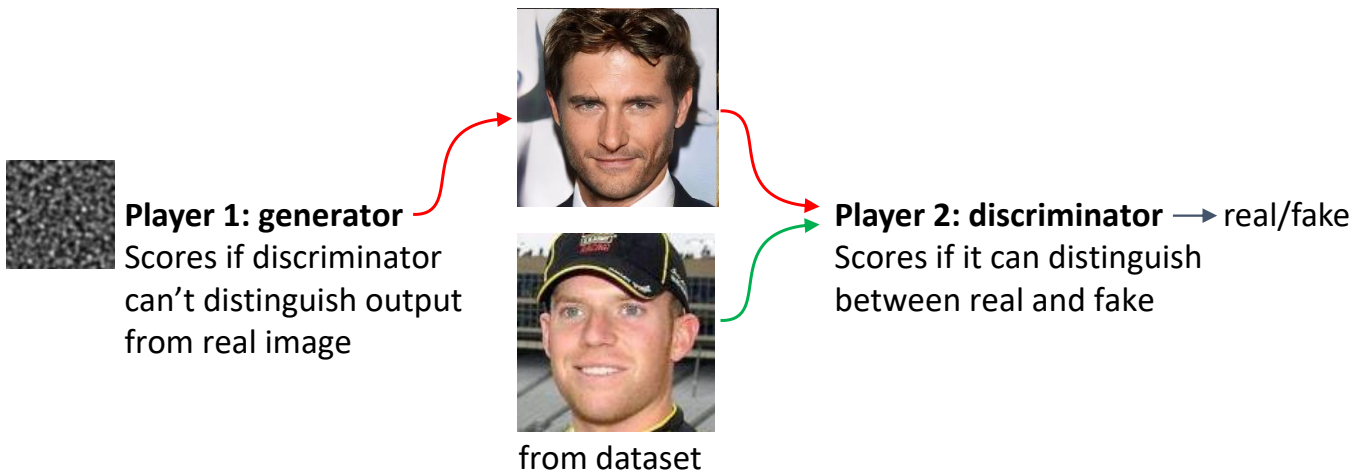 Player 1: generator
Scores if discriminator
can’t distinguish output
from real image
RACING
from dataset
Player 2: discriminator
real/fake
Scores if it can distinguish
between real and fake